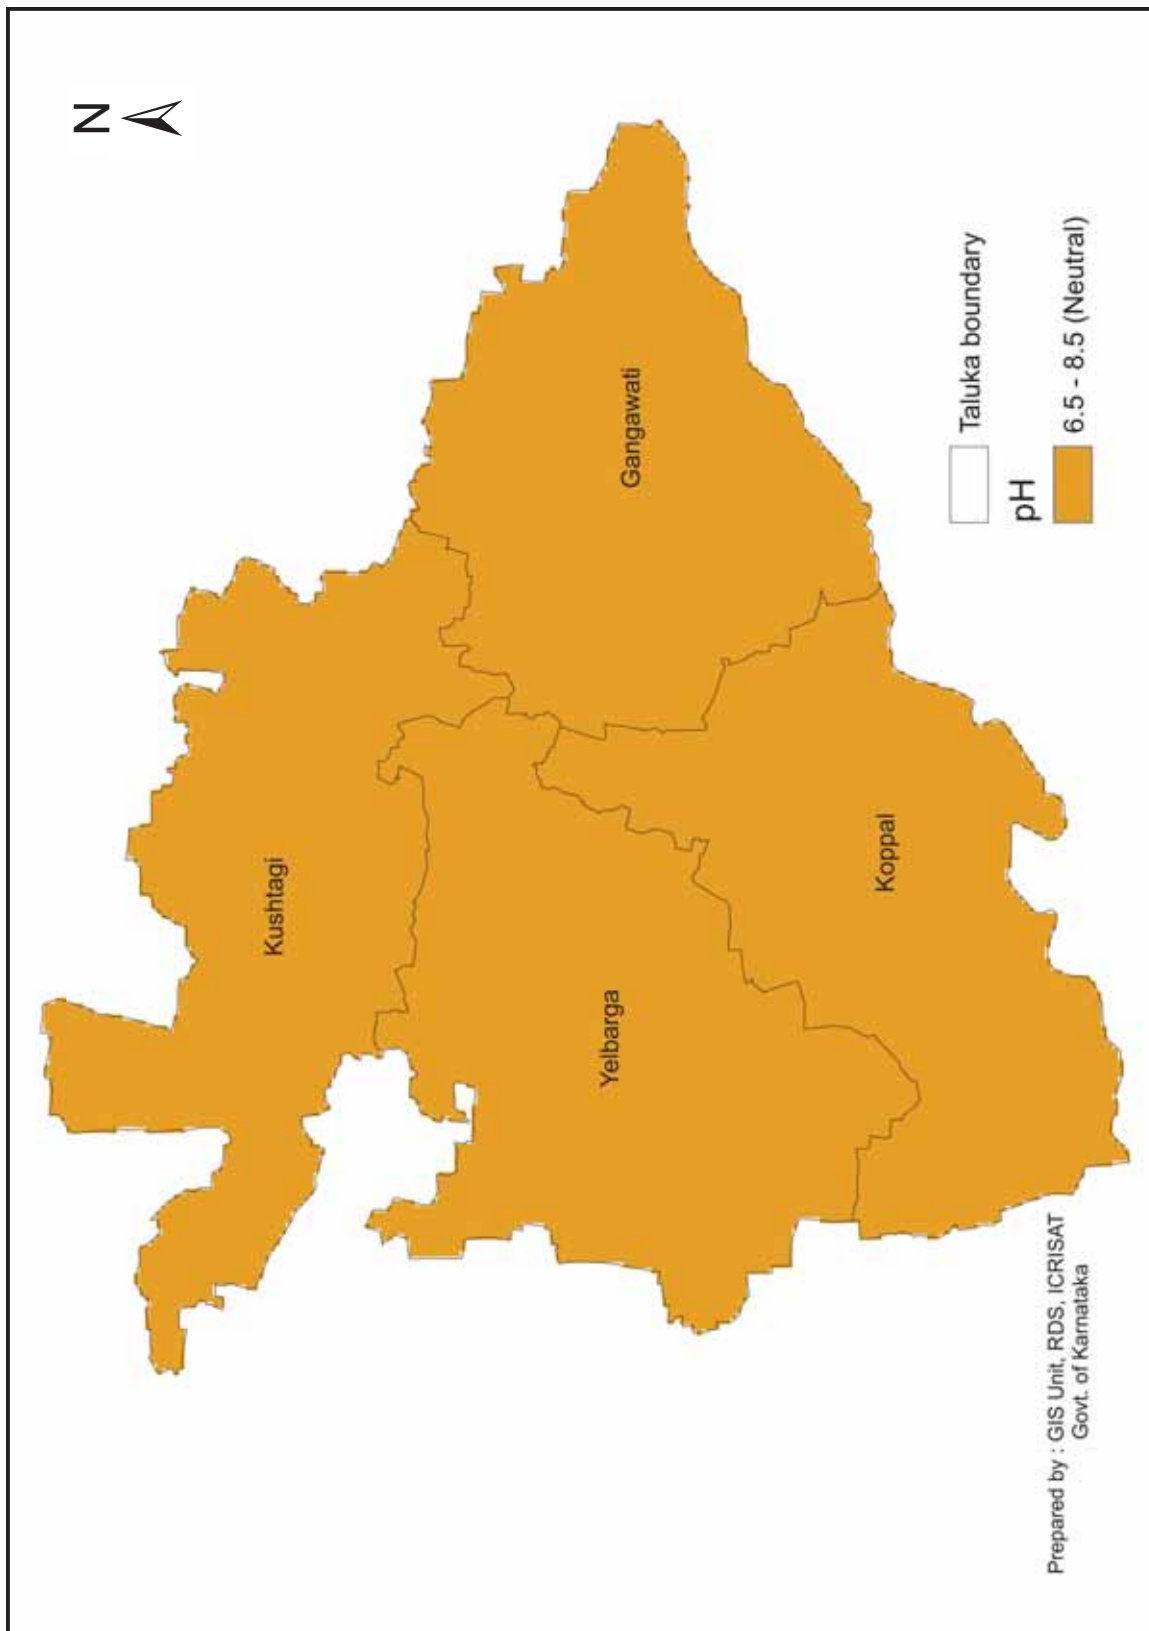 N
Kushtagi
Gangawati
Yelbarga
Koppal
Taluka boundary
pH
6.5 - 8.5 (Neutral)
Prepared by : GIS Unit, RDS, ICRISAT
Govt. of Karnataka